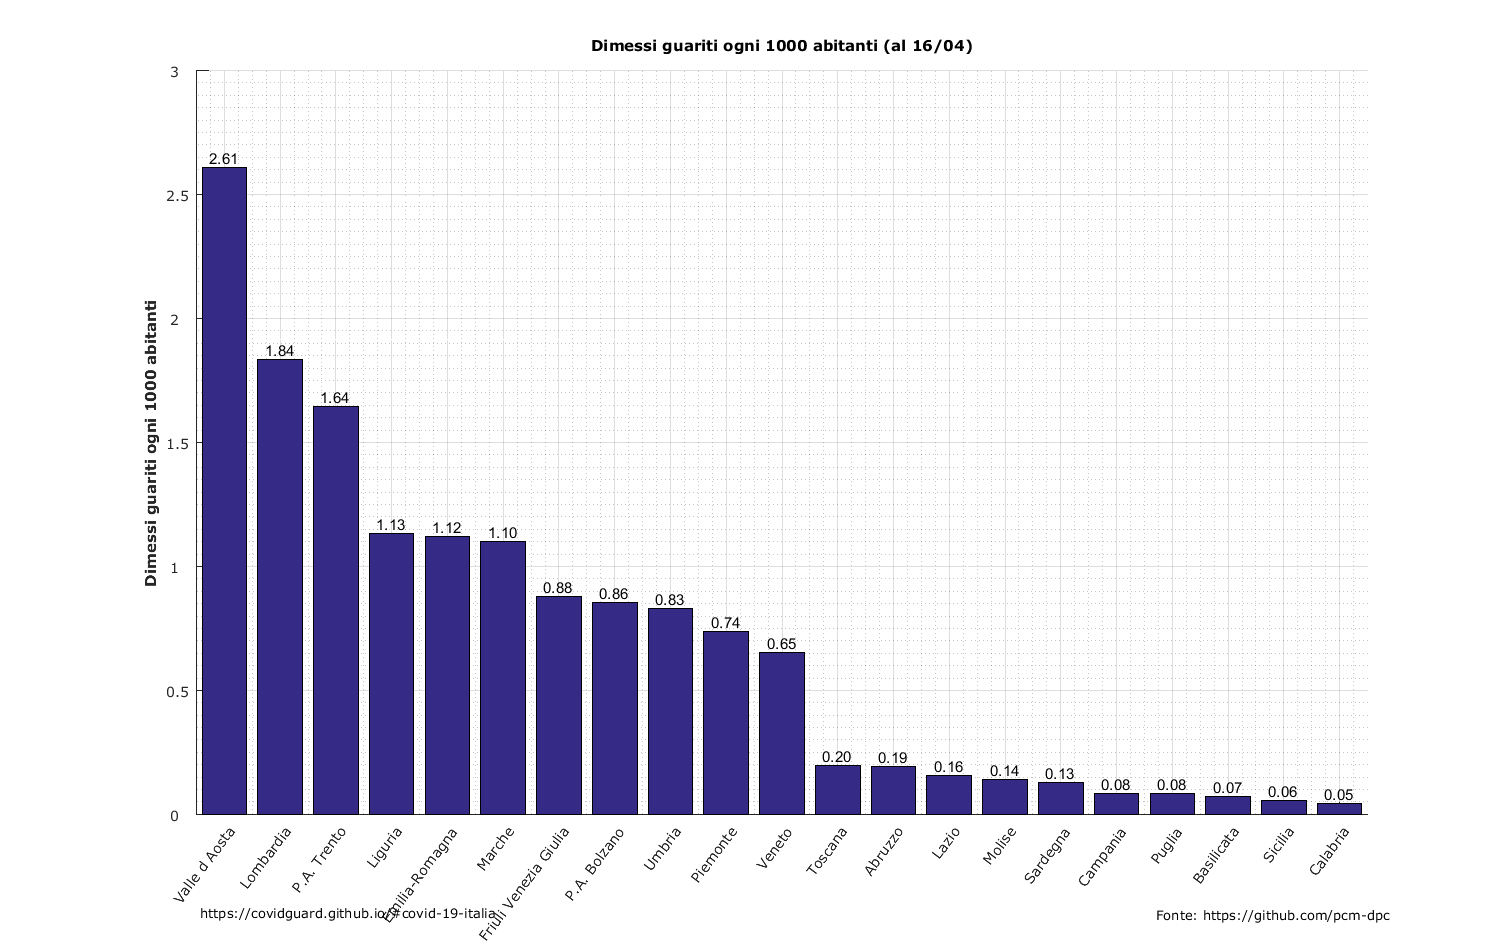 Dimessi guariti ogni 1000 abitanti (al 16/04)
Dimessi guariti ogni 1000 abitanti
3
2.5
2
1.5
1
0.5
0
2.61
1.84
1.64
1.13
1.12
1.10
0.88
0.86
0.83
0.74
0.65
0.20
0.19
0.16
0.14
0.13
0.08
0.08
0.07
0.06
0.05
Valle d Aosta
Lombardia
P.A. Trento
Liguria
Emilia-Romagna
Marche
Friuli Venezia Giulia
P.A. Bolzano
Umbria
Piemonte
Veneto
Toscana
Abruzzo
Lazio
Molise
Sardegna
Campania
Puglia
Basilicata
Sicilia
Calabria
https://covidguard.github.io/#covid-19-italia
Fonte: https://github.com/pcm-dpc